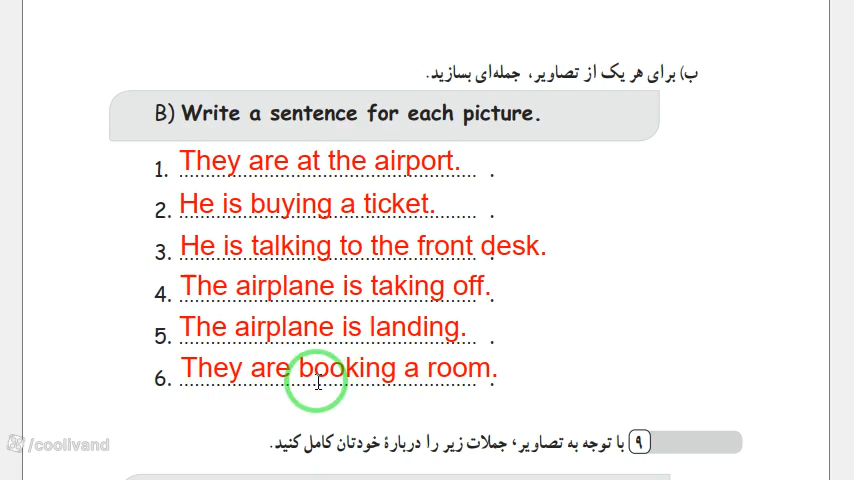 ب) برای هر یک از تصاویر، جمله‌ای بسازید.
B) Write a sentence for each picture.
1. They are at the airport. .
2. He is buying a ticket. .
3. He is talking to the front desk. .
4. The airplane is taking off. .
5. The airplane is landing. .
6. They are booking a room. .
۹ با توجه به تصاویر، جملات زیر را دربارهٔ خودتان کامل کنید.
/coolivand